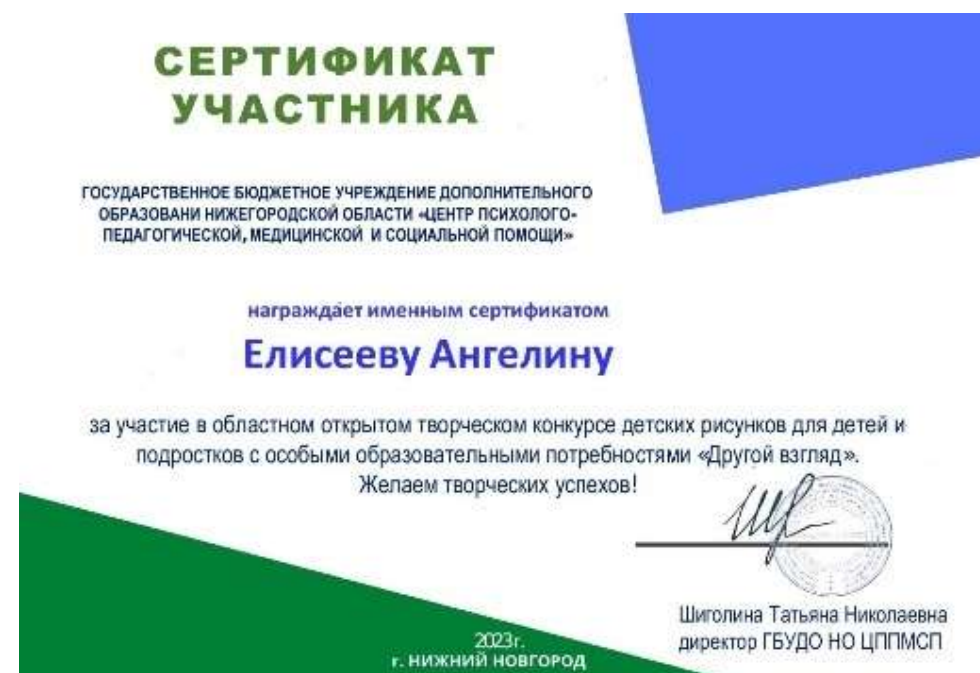 СЕРТИФИКАТ
УЧАСТНИКА
ГОСУДАРСТВЕННОЕ БЮДЖЕТНОЕ УЧРЕЖДЕНИЕ ДОПОЛНИТЕЛЬНОГО
ОБРАЗОВАНИ НИЖЕГОРОДСКОЙ ОБЛАСТИ «ЦЕНТР ПСИХОЛОГО-
ПЕДАГОГИЧЕСКОЙ, МЕДИЦИНСКОЙ И СОЦИАЛЬНОЙ ПОМОЩИ»
награждает именным сертификатом
Елисееву Ангелину
за участие в областном открытом творческом конкурсе детских рисунков для детей и
подростков с особыми образовательными потребностями «Другой взгляд».
Желаем творческих успехов!
Шиголина Татьяна Николаевна
директор ГБУДО НО ЦППМСП
2023г.
г. НИЖНИЙ НОВГОРОД